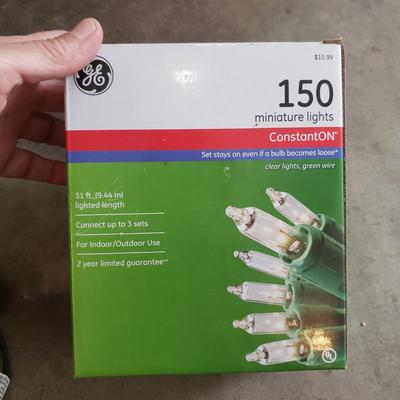 GE
$15.99
150
miniature lights
ConstantON®
Set stays on even if a bulb becomes loose*
clear lights, green wire
31 ft. (9.44 m)
lighted length
Connect up to 3 sets
For Indoor/Outdoor Use
2 year limited guarantee**
UL